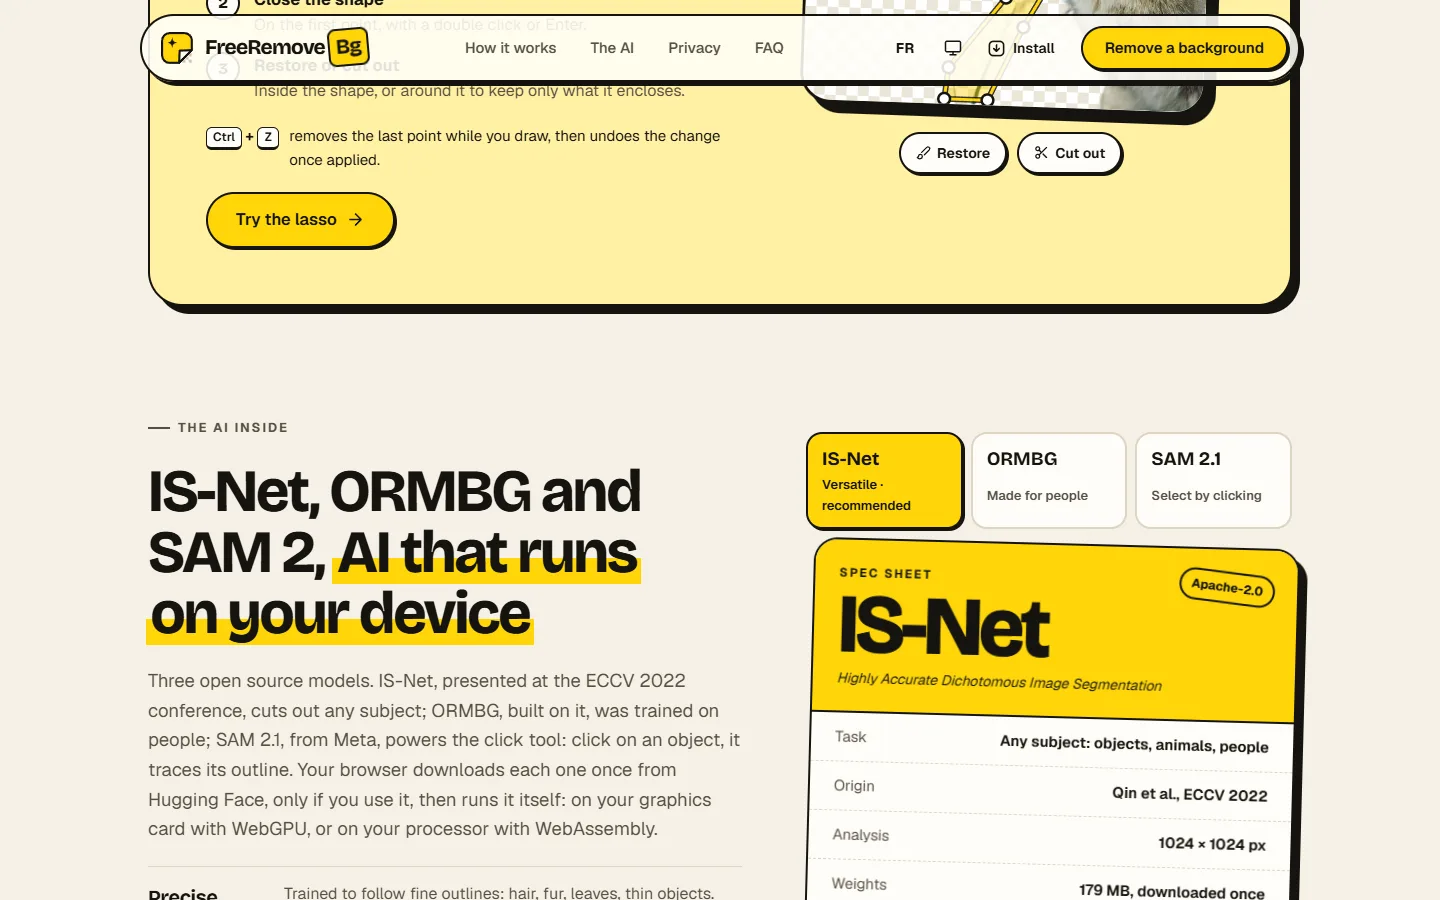 2 Close the shape
On the first point, with a double click or Enter.
FreeRemove Bg
How it works
The AI
Privacy
FAQ
FR
Install
Remove a background
3 Restore or cut out
Inside the shape, or around it to keep only what it encloses.
Ctrl + Z removes the last point while you draw, then undoes the change
once applied.
Restore
Cut out
Try the lasso
THE AI INSIDE
IS-Net, ORMBG and
SAM 2, AI that runs
on your device
Three open source models. IS-Net, presented at the ECCV 2022
conference, cuts out any subject; ORMBG, built on it, was trained on
people; SAM 2.1, from Meta, powers the click tool: click on an object, it
traces its outline. Your browser downloads each one once from
Hugging Face, only if you use it, then runs it itself: on your graphics
card with WebGPU, or on your processor with WebAssembly.
Precise
Trained to follow fine outlines: hair, fur, leaves, thin objects.
IS-Net
Versatile ·
recommended
ORMBG
Made for people
SAM 2.1
Select by clicking
SPEC SHEET
Apache-2.0
IS-Net
Highly Accurate Dichotomous Image Segmentation
Task Any subject: objects, animals, people
Origin Qin et al., ECCV 2022
Analysis 1024 × 1024 px
Weights 179 MB, downloaded once